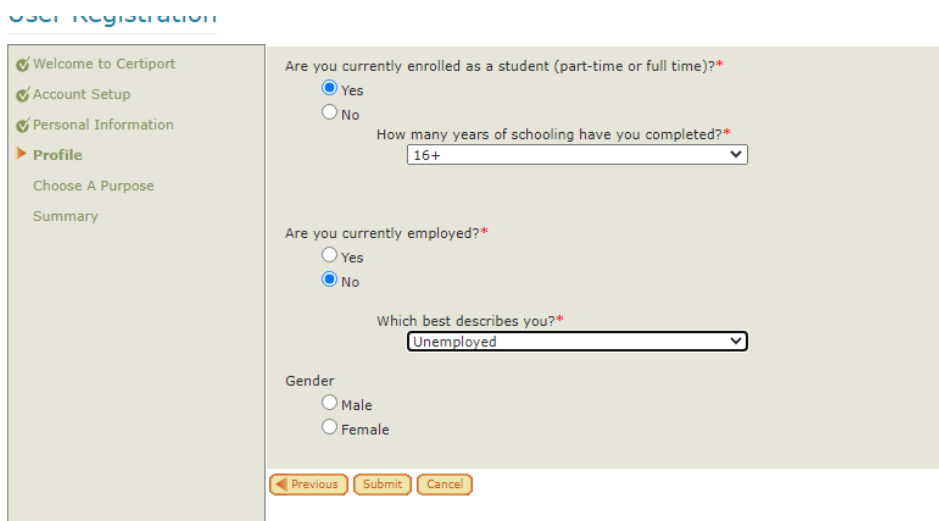 User Registration
Welcome to Certiport
Account Setup
Personal Information
Profile
Choose A Purpose
Summary
Are you currently enrolled as a student (part-time or full time)?*
Yes
No
How many years of schooling have you completed?*
16+
Are you currently employed?*
Yes
No
Which best describes you?*
Unemployed
Gender
Male
Female
Previous Submit Cancel